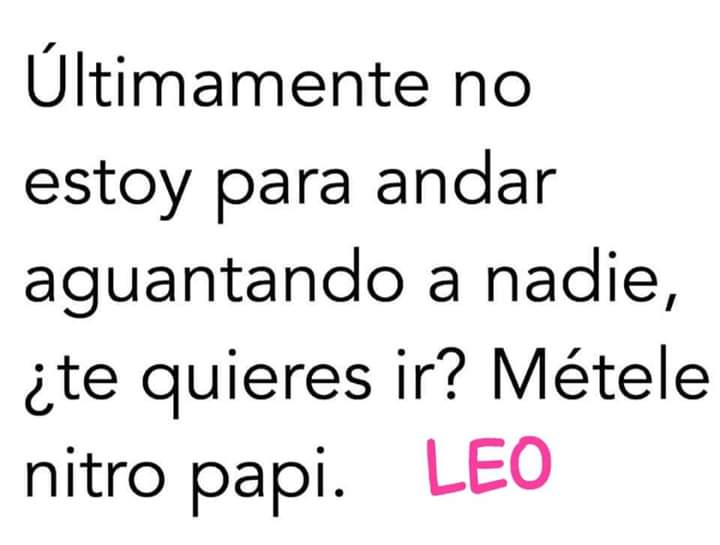 Últimamente no
estoy para andar
aguantando a nadie,
¿te quieres ir? Métele
nitro papi. LEO